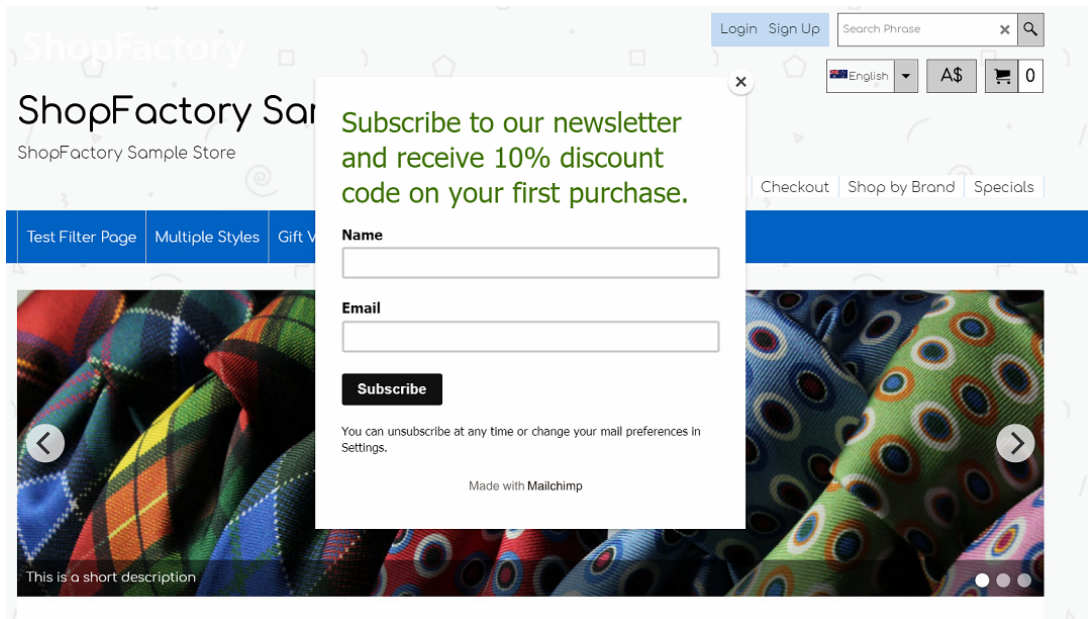 ShopFactory
Login Sign Up
Search Phrase
English
A$
0
ShopFactory Sa
ShopFactory Sample Store
Checkout
Shop by Brand
Specials
Test Filter Page
Multiple Styles
Gift V
Subscribe to our newsletter
and receive 10% discount
code on your first purchase.
Name
Email
Subscribe
You can unsubscribe at any time or change your mail preferences in
Settings.
Made with Mailchimp
This is a short description